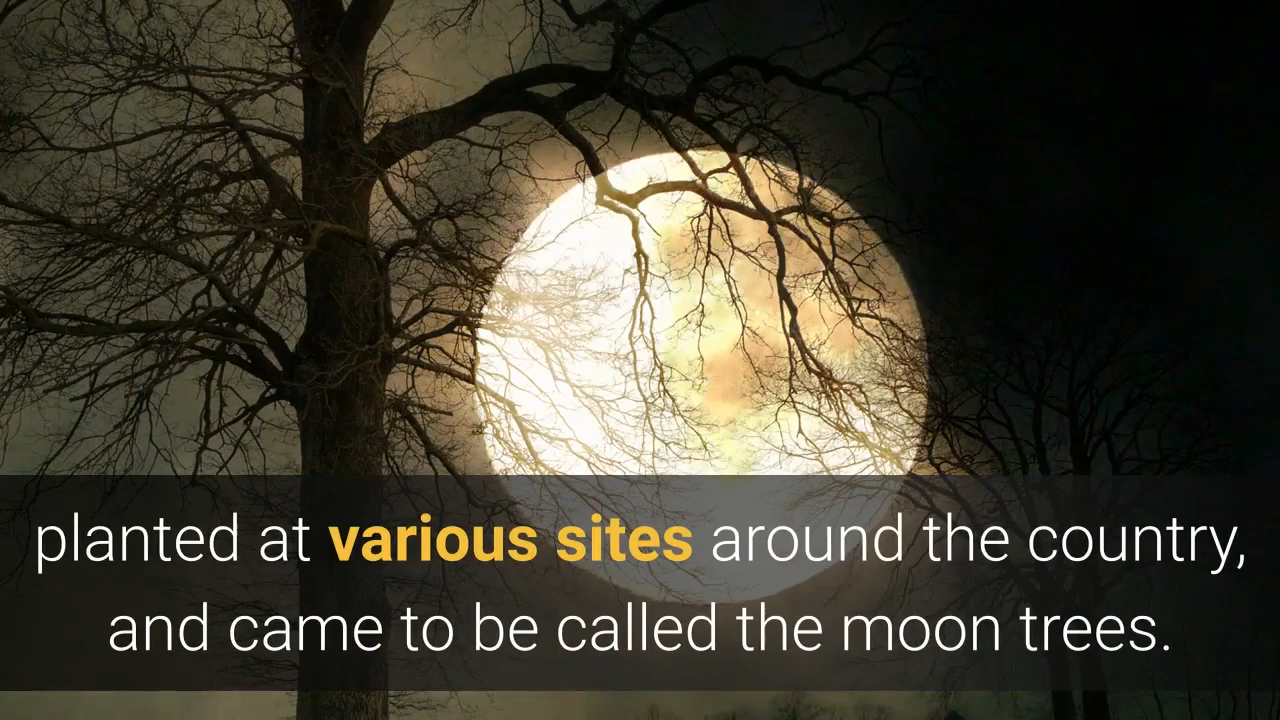 planted at various sites around the country,
and came to be called the moon trees.